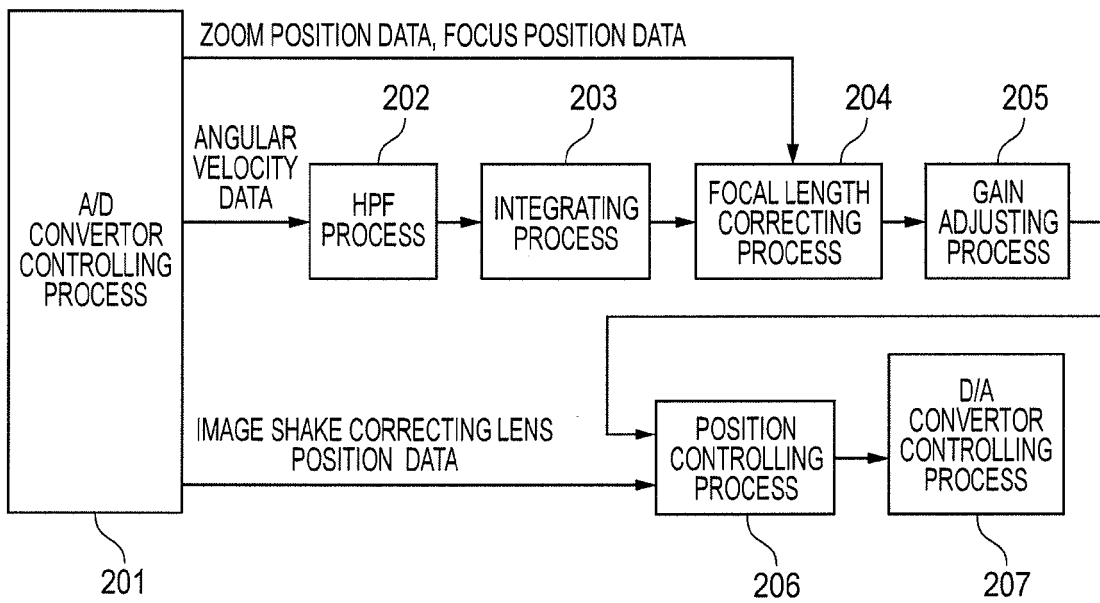 ZOOM POSITION DATA, FOCUS POSITION DATA
202
203
204
205
ANGULAR
VELOCITY
DATA
A/D
CONVERTOR
CONTROLLING
PROCESS
HPF
PROCESS
INTEGRATING
PROCESS
FOCAL LENGTH
CORRECTING
PROCESS
GAIN
ADJUSTING
PROCESS
IMAGE SHAKE CORRECTING LENS
POSITION DATA
POSITION
CONTROLLING
PROCESS
D/A
CONVERTOR
CONTROLLING
PROCESS
201
206
207